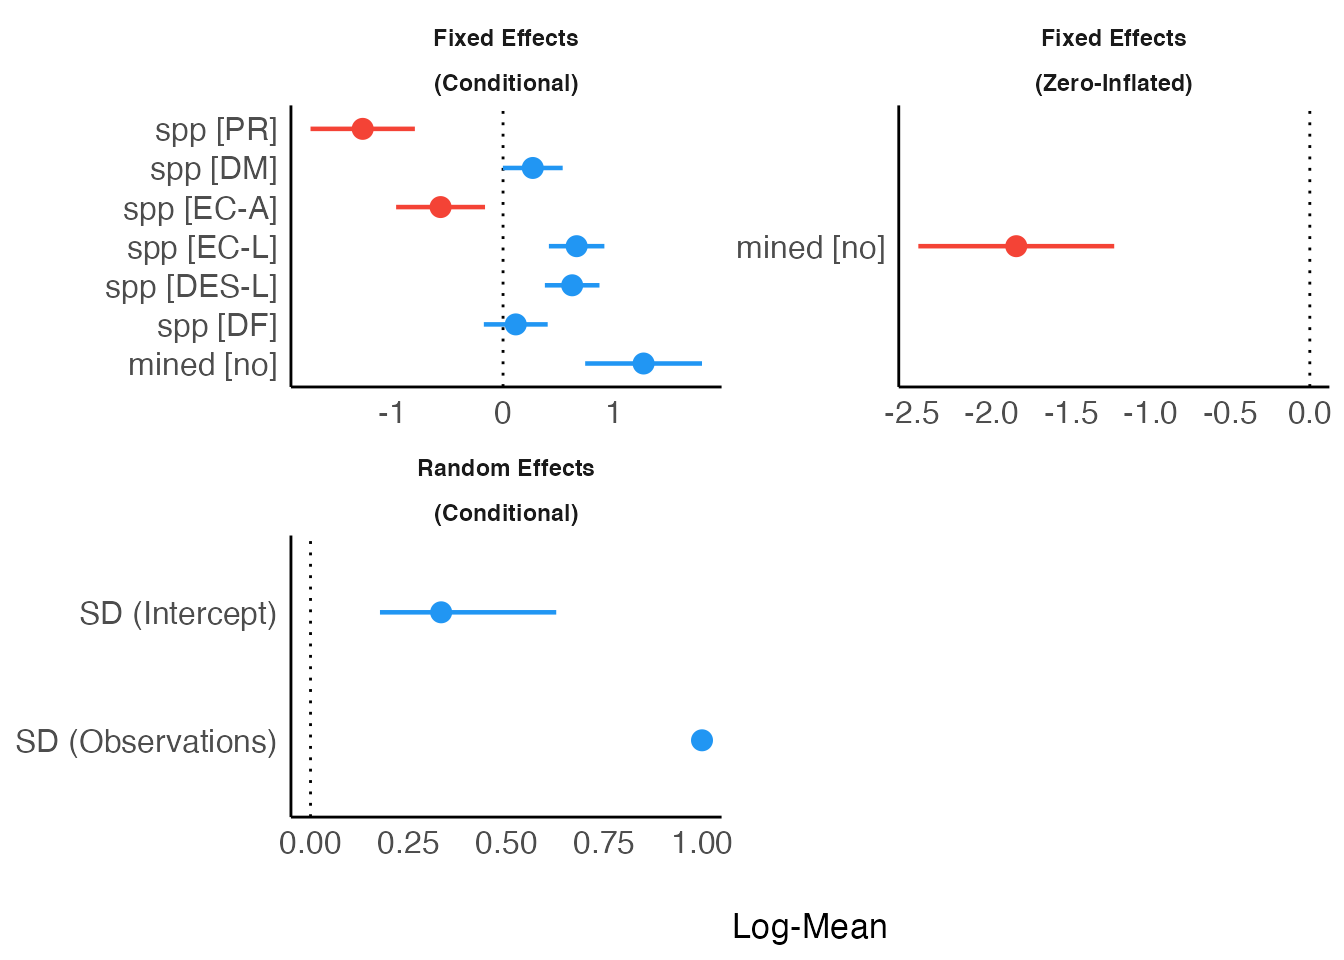 Fixed Effects
(Conditional)
spp [PR]
spp [DM]
spp [EC-A]
spp [EC-L]
spp [DES-L]
spp [DF]
mined [no]
-1 0 1
Fixed Effects
(Zero-Inflated)
mined [no]
-2.5 -2.0 -1.5 -1.0 -0.5 0.0
Random Effects
(Conditional)
SD (Intercept)
SD (Observations)
0.00 0.25 0.50 0.75 1.00
Log-Mean